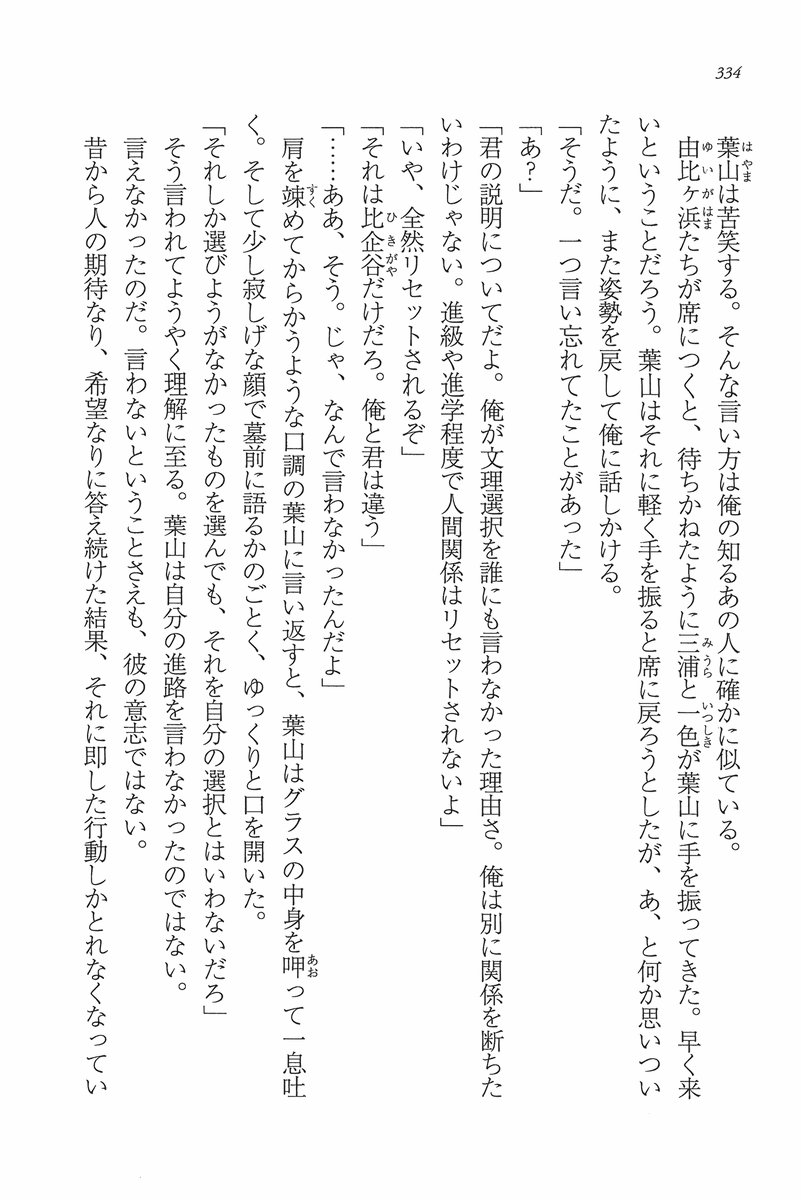 334
葉山は苦笑する。そんな言い方は俺の知るあの人に確かに似ている。
由比ヶ浜たちが席につくと、待ちかねたように三浦と一色が葉山に手を振ってきた。早く来
いということだろう。葉山はそれに軽く手を振ると席に戻ろうとしたが、あ、と何か思いつい
たように、また姿勢を戻して俺に話しかける。
「そうだ。一つ言い忘れてたことがあった」
「あ?」
「君の説明についてだよ。俺が文理選択を誰にも言わなかった理由さ。俺は別に関係を断ちた
いわけじゃない。進級や進学程度で人間関係はリセットされないよ」
「いや、全然リセットされるぞ」
「それは比企谷だけだろ。俺と君は違う」
「……ああ、そう。じゃ、なんで言わなかったんだよ」
肩を竦めてからかうような口調の葉山に言い返すと、葉山はグラスの中身を呷って一息吐
く。そして少し寂しげな顔で墓前に語るかのごとく、ゆっくりと口を開いた。
「それしか選びようがなかったものを選んでも、それを自分の選択とはいわないだろ」
そう言われてようやく理解に至る。葉山は自分の進路を言わなかったのではない。
言えなかったのだ。言わないということさえも、彼の意志ではない。
昔から人の期待なり、希望なりに答え続けた結果、それに即した行動しかとれなくなってい